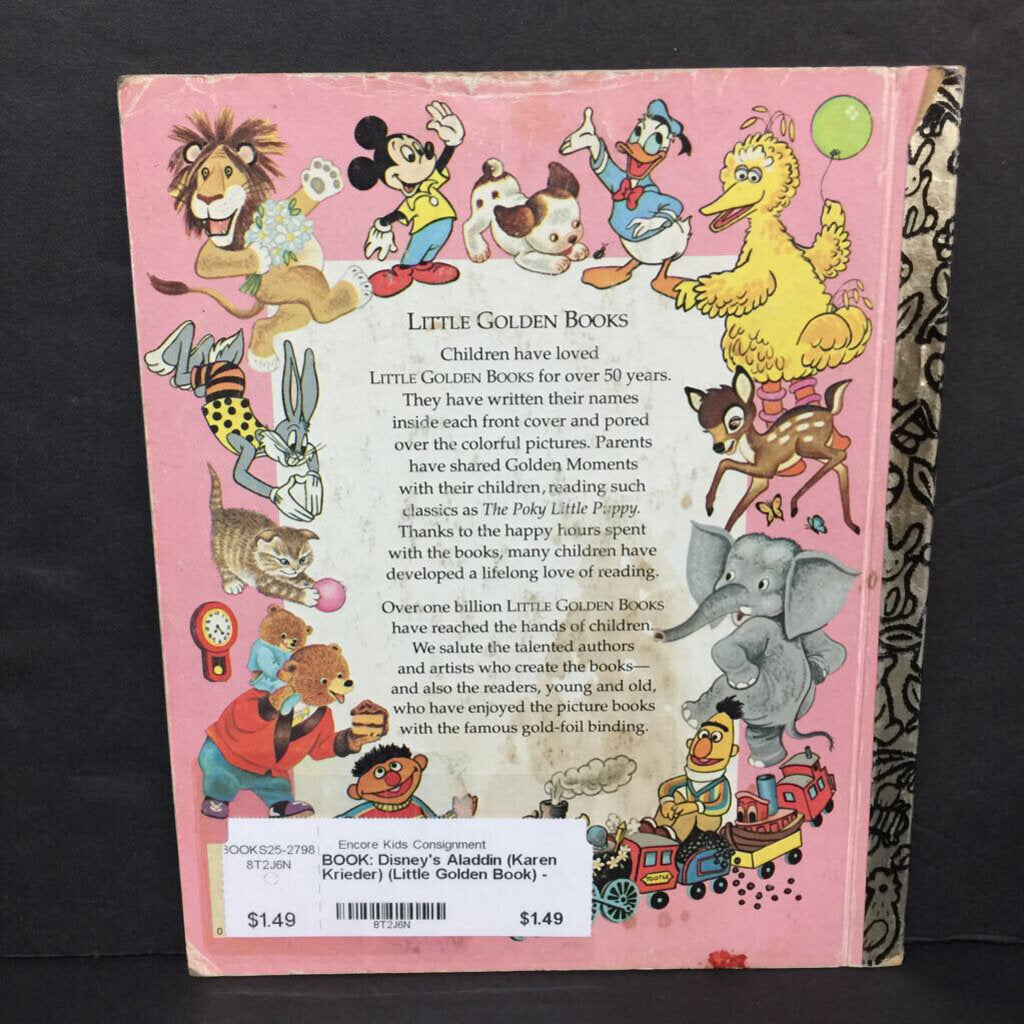 LITTLE GOLDEN BOOKS
Children have loved
LITTLE GOLDEN BOOKS for over 50 years.
They have written their names
inside each front cover and pored
over the colorful pictures. Parents
have shared Golden Moments
with their children, reading such
classics as The Poky Little Puppy.
Thanks to the happy hours spent
with the books, many children have
developed a lifelong love of reading.
Over one billion LITTLE GOLDEN BOOKS
have reached the hands of children.
We salute the talented authors
and artists who create the books—
and also the readers, young and old,
who have enjoyed the picture books
with the famous gold-foil binding.
TOOTLE
BOOKS25-2798
8T2J6N
$1.49
0
Encore Kids Consignment
BOOK: Disney's Aladdin (Karen
Krieder) (Little Golden Book) -
8T2J6N
$1.49